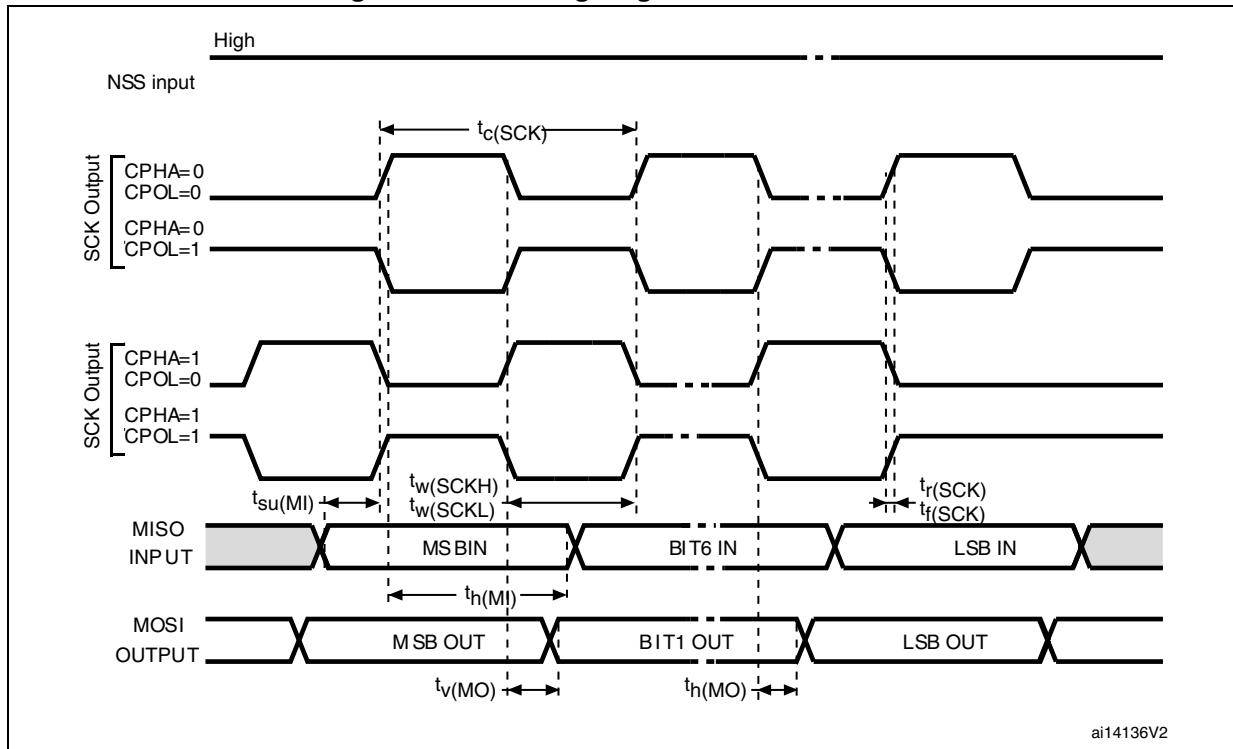 High
NSS input
tc(SCK)
SCK Output
CPHA=0
CPOL=0
CPHA=0
CPOL=1
SCK Output
CPHA=1
CPOL=0
CPHA=1
CPOL=1
tsu(MI)
tw(SCKH)
tw(SCKL)
tr(SCK)
tf(SCK)
MISO
INPUT
MSBIN
BIT6 IN
LSB IN
th(MI)
MOSI
OUTPUT
MSB OUT
BIT1 OUT
LSB OUT
tv(MO)
th(MO)
ai14136V2